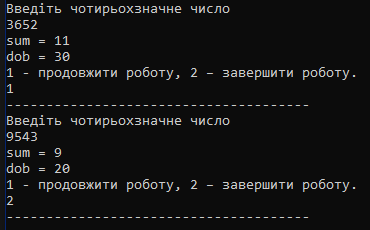 Введіть чотирьохзначне число
3652
sum = 11
dob = 30
1 - продовжити роботу, 2 – завершити роботу.
1
--------------------------------------
Введіть чотирьохзначне число
9543
sum = 9
dob = 20
1 - продовжити роботу, 2 – завершити роботу.
2
--------------------------------------